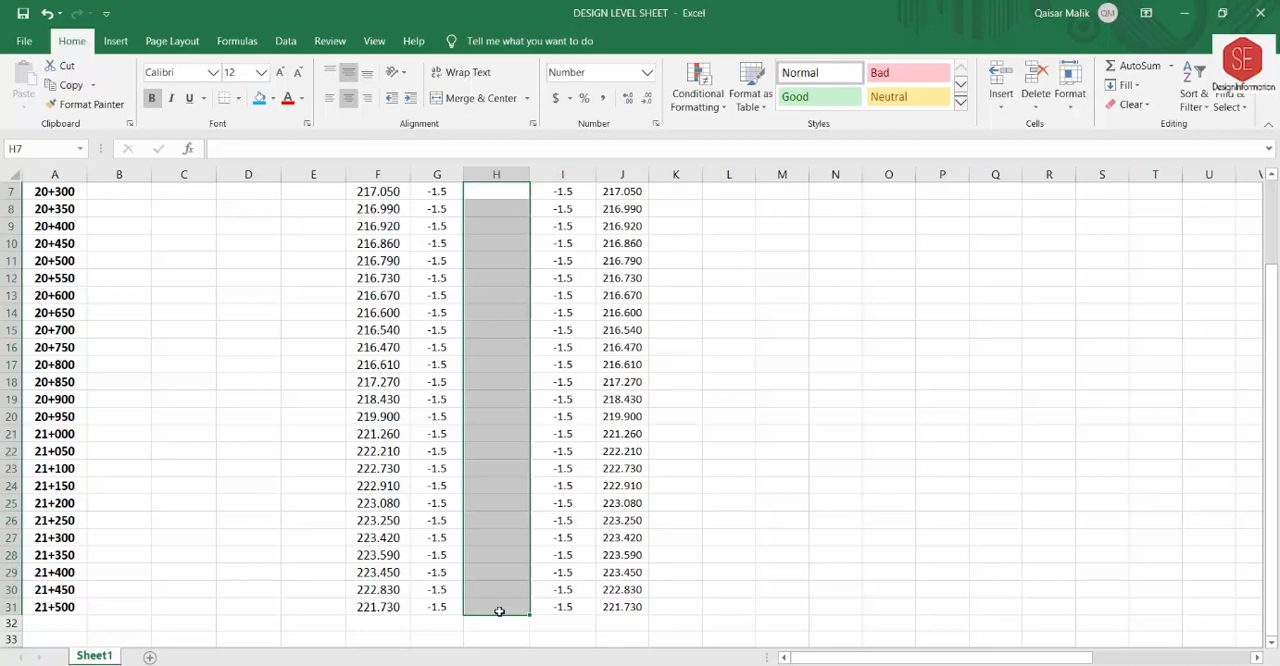 DESIGN LEVEL SHEET - Excel
Qaisar Malik QM
File Home Insert Page Layout Formulas Data Review View Help Tell me what you want to do
SE
DesignInformation
Paste
Cut
Copy
Format Painter
Clipboard
Calibri 12
B I U
Font
Wrap Text
Merge & Center
Alignment
Number
$ % ,
Number
Conditional Formatting
Format as Table
Normal Bad
Good Neutral
Styles
Insert Delete Format
Cells
AutoSum
Fill
Clear
Sort & Filter
Find & Select
Editing
H7 fx
A B C D E F G H I J K L M N O P Q R S T U
7 20+300 217.050 -1.5 -1.5 217.050
8 20+350 216.990 -1.5 -1.5 216.990
9 20+400 216.920 -1.5 -1.5 216.920
10 20+450 216.860 -1.5 -1.5 216.860
11 20+500 216.790 -1.5 -1.5 216.790
12 20+550 216.730 -1.5 -1.5 216.730
13 20+600 216.670 -1.5 -1.5 216.670
14 20+650 216.600 -1.5 -1.5 216.600
15 20+700 216.540 -1.5 -1.5 216.540
16 20+750 216.470 -1.5 -1.5 216.470
17 20+800 216.610 -1.5 -1.5 216.610
18 20+850 217.270 -1.5 -1.5 217.270
19 20+900 218.430 -1.5 -1.5 218.430
20 20+950 219.900 -1.5 -1.5 219.900
21 21+000 221.260 -1.5 -1.5 221.260
22 21+050 222.210 -1.5 -1.5 222.210
23 21+100 222.730 -1.5 -1.5 222.730
24 21+150 222.910 -1.5 -1.5 222.910
25 21+200 223.080 -1.5 -1.5 223.080
26 21+250 223.250 -1.5 -1.5 223.250
27 21+300 223.420 -1.5 -1.5 223.420
28 21+350 223.590 -1.5 -1.5 223.590
29 21+400 223.450 -1.5 -1.5 223.450
30 21+450 222.830 -1.5 -1.5 222.830
31 21+500 221.730 -1.5 -1.5 221.730
32
33
Sheet1